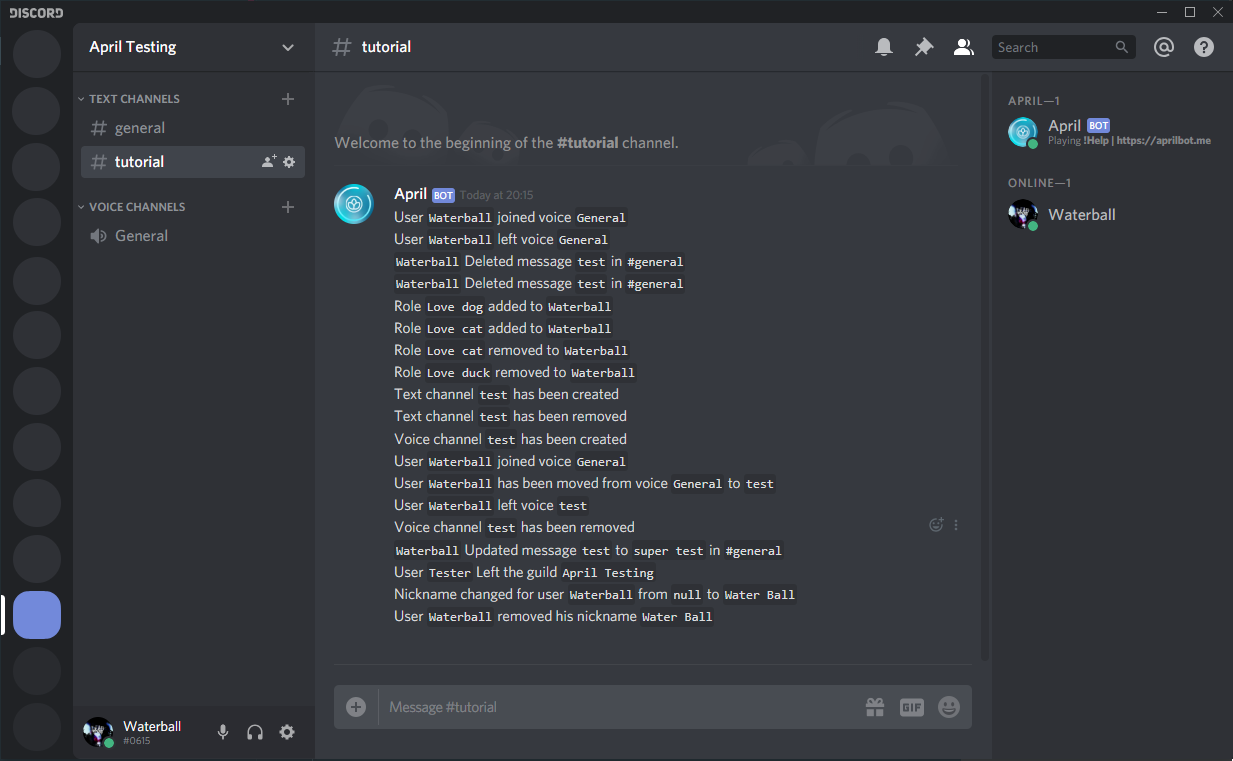 DISCORD
April Testing
TEXT CHANNELS
general
tutorial
VOICE CHANNELS
General
Waterball
#0615
# tutorial
Search
Welcome to the beginning of the #tutorial channel.
April BOT Today at 20:15
User Waterball joined voice General
User Waterball left voice General
Waterball Deleted message test in #general
Waterball Deleted message test in #general
Role Love dog added to Waterball
Role Love cat added to Waterball
Role Love cat removed to Waterball
Role Love duck removed to Waterball
Text channel test has been created
Text channel test has been removed
Voice channel test has been created
User Waterball joined voice General
User Waterball has been moved from voice General to test
User Waterball left voice test
Voice channel test has been removed
Waterball Updated message test to super test in #general
User Tester Left the guild April Testing
Nickname changed for user Waterball from null to Water Ball
User Waterball removed his nickname Water Ball
Message #tutorial
GIF
APRIL—1
April BOT
Playing !Help | https://aprilbot.me
ONLINE—1
Waterball